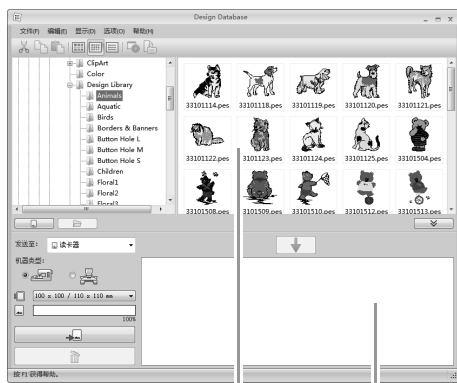 Design Database
文件(F) 编辑(E) 显示(D) 选项(O) 帮助(H)
ClipArt
Color
Design Library
Animals
Aquatic
Birds
Borders & Banners
Button Hole L
Button Hole M
Button Hole S
Children
Floral1
Floral2
Floral3
33101114.pes 33101118.pes 33101119.pes 33101120.pes 33101121.pes
33101122.pes 3101123.pes 33101124.pes 33101125.pes 33101504.pes
33101508.pes 3101509.pes 33101510.pes 33101512.pes 33101513.pes
发送至: 读卡器
机器类型:
100 x 100 / 110 x 110 mm
100%
按 F1 获得帮助。